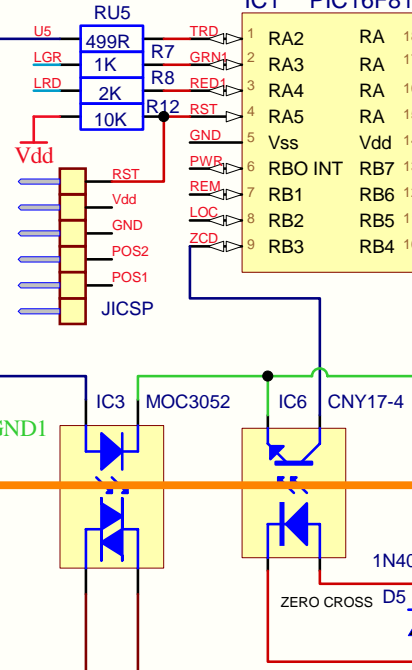 RU5
IC1 PIC16F81
U5 499R TRD 1 RA2 RA
LGR 1K R7 GRN1 2 RA3 RA
LRD 2K R8 RED1 3 RA4 RA
10K R12 RST 4 RA5 RA
GND 5 Vss Vdd
PWR 6 RBO INT RB7
REM 7 RB1 RB6
LOC 8 RB2 RB5
ZCD 9 RB3 RB4
Vdd
RST
Vdd
GND
POS2
POS1
JICSP
IC3 MOC3052
IC6 CNY17-4
GND1
1N40
ZERO CROSS D5